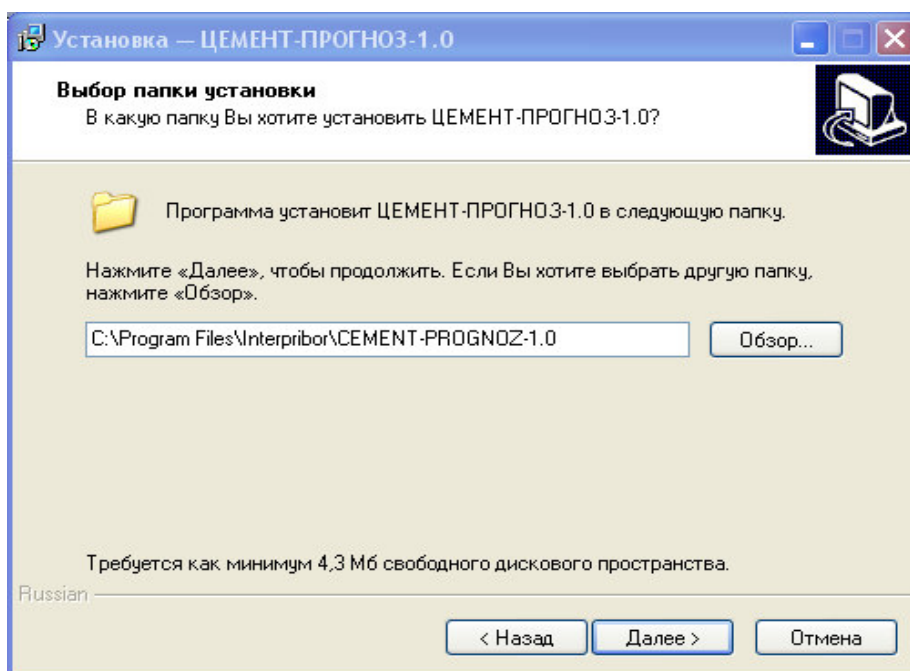 Установка — ЦЕМЕНТ-ПРОГНОЗ-1.0
Выбор папки установки
В какую папку Вы хотите установить ЦЕМЕНТ-ПРОГНОЗ-1.0?
Программа установит ЦЕМЕНТ-ПРОГНОЗ-1.0 в следующую папку.
Нажмите «Далее», чтобы продолжить. Если Вы хотите выбрать другую папку,
нажмите «Обзор».
C:\Program Files\Interpribor\CEMENT-PROGNOZ-1.0
Обзор...
Требуется как минимум 4,3 Мб свободного дискового пространства.
Russian
< Назад
Далее >
Отмена